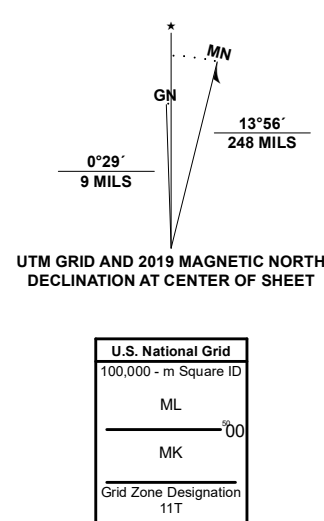 ★
MN
GN
13°56´
248 MILS
0°29´
9 MILS
UTM GRID AND 2019 MAGNETIC NORTH
DECLINATION AT CENTER OF SHEET
U.S. National Grid
100,000 - m Square ID
ML
5000
MK
Grid Zone Designation
11T